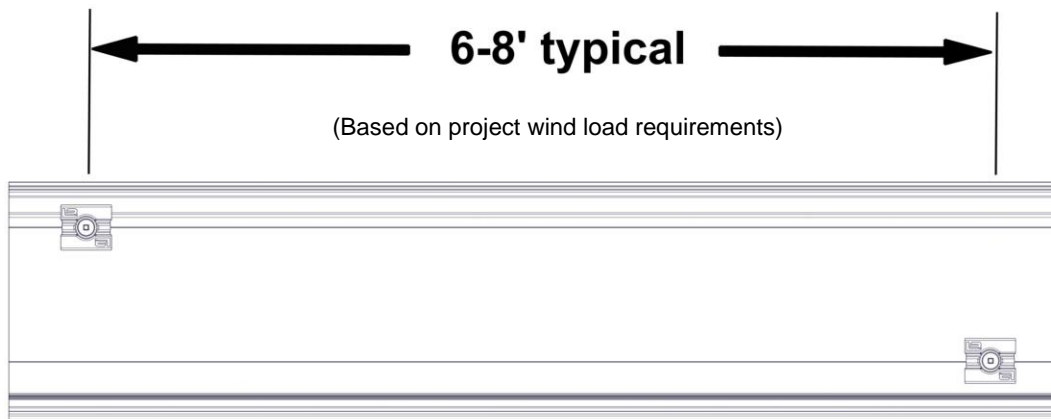 6-8' typical
(Based on project wind load requirements)